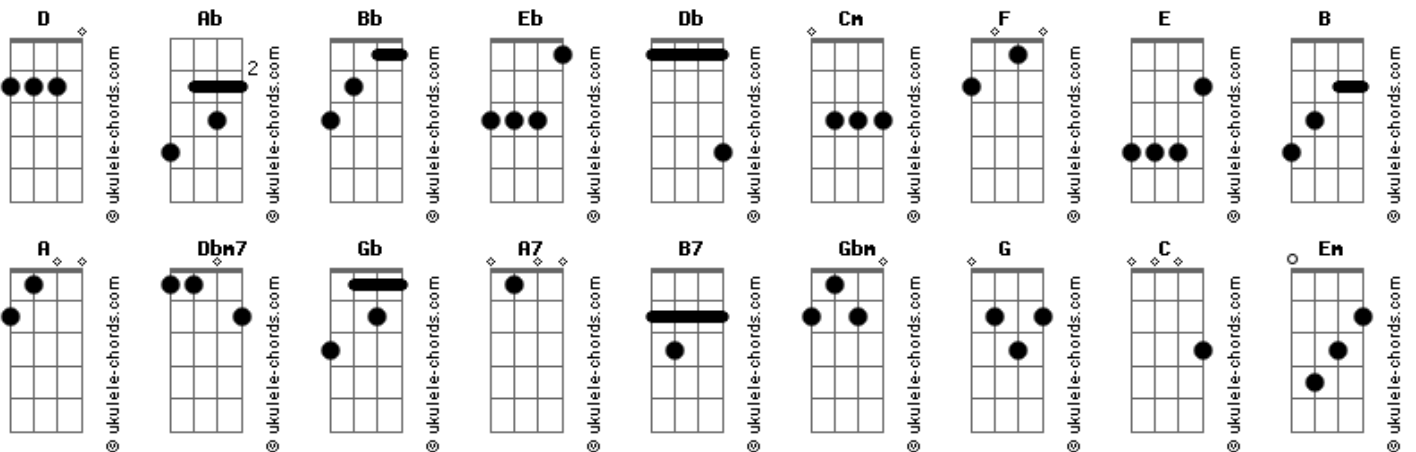 D Ab Bb Eb Db Cm F E B
2
© ukulele-chords.com © ukulele-chords.com © ukulele-chords.com © ukulele-chords.com © ukulele-chords.com © ukulele-chords.com © ukulele-chords.com © ukulele-chords.com © ukulele-chords.com
A Dbm7 Gb A7 B7 Gbm G C Em
© ukulele-chords.com © ukulele-chords.com © ukulele-chords.com © ukulele-chords.com © ukulele-chords.com © ukulele-chords.com © ukulele-chords.com © ukulele-chords.com © ukulele-chords.com